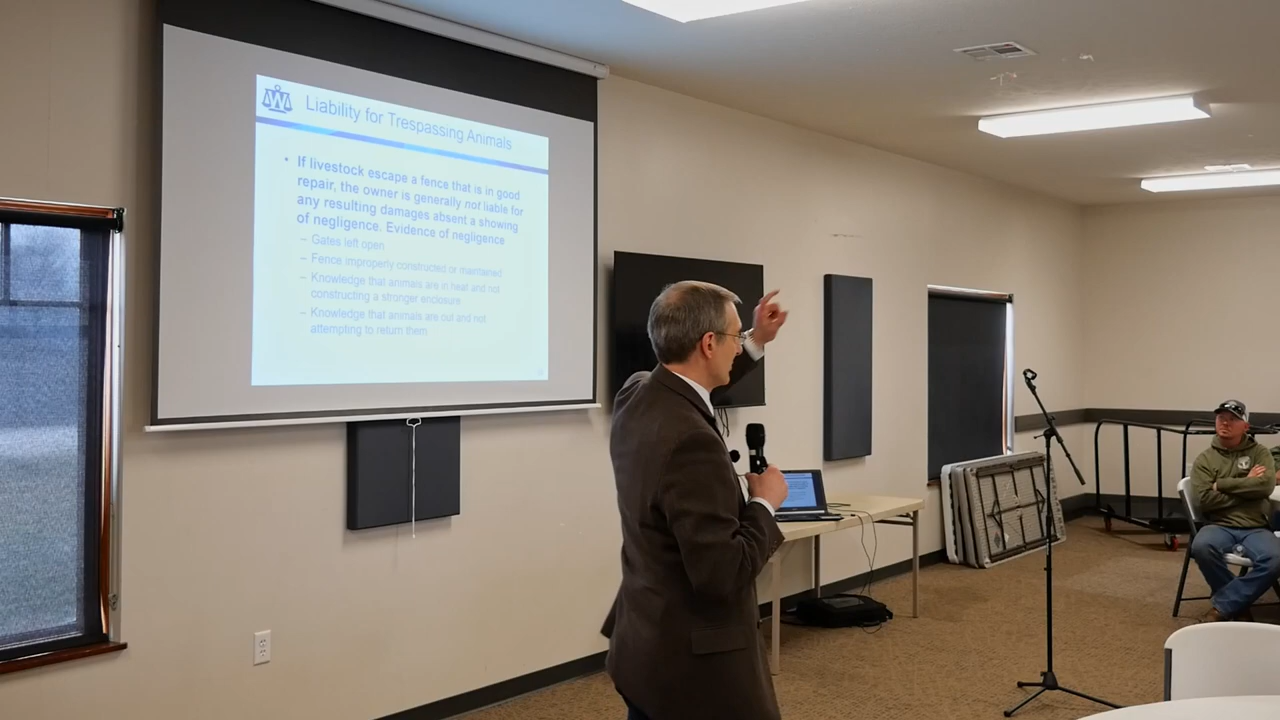 W
Liability for Trespassing Animals
• If livestock escape a fence that is in good
repair, the owner is generally not liable for
any resulting damages absent a showing
of negligence. Evidence of negligence
– Gates left open
– Fence improperly constructed or maintained
– Knowledge that animals are in heat and not
constructing a stronger enclosure
– Knowledge that animals are out and not
attempting to return them